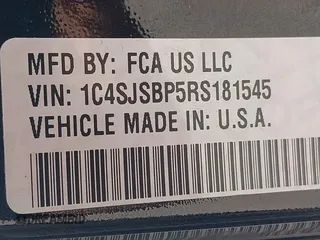 MFD BY: FCA US LLC
VIN: 1C4SJSBP5RS181545
VEHICLE MADE IN: U.S.A.